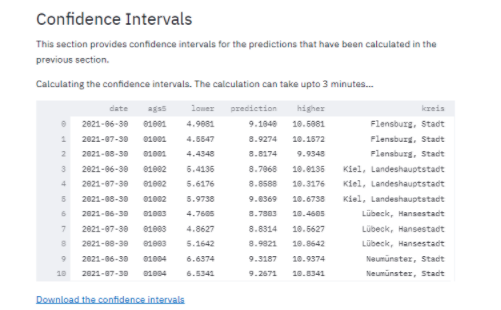 Confidence Intervals
This section provides confidence intervals for the predictions that have been calculated in the
previous section.
Calculating the confidence intervals. The calculation can take upto 3 minutes...
date ags5 lower prediction higher kreis
0 2021-06-30 01001 4.9081 9.1040 10.5081 Flensburg, Stadt
1 2021-07-30 01001 4.5547 8.9274 10.1572 Flensburg, Stadt
2 2021-08-30 01001 4.4348 8.8174 9.9348 Flensburg, Stadt
3 2021-06-30 01002 5.4135 8.7068 10.0135 Kiel, Landeshauptstadt
4 2021-07-30 01002 5.6176 8.8588 10.3176 Kiel, Landeshauptstadt
5 2021-08-30 01002 5.9738 9.0369 10.6738 Kiel, Landeshauptstadt
6 2021-06-30 01003 4.7605 8.7883 10.4605 Lübeck, Hansestadt
7 2021-07-30 01003 4.8627 8.8314 10.5627 Lübeck, Hansestadt
8 2021-08-30 01003 5.1642 8.9821 10.8642 Lübeck, Hansestadt
9 2021-06-30 01004 6.6374 9.3187 10.9374 Neumünster, Stadt
10 2021-07-30 01004 6.5341 9.2671 10.8341 Neumünster, Stadt
Download the confidence intervals